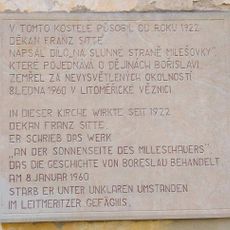 V TOMTO KOSTELE PŮSOBIL OD ROKU 1922
DĚKAN FRANZ SITTE
NAPSAL DÍLO „NA SLUNNÉ STRANĚ MILEŠOVKY“
KTERÉ POJEDNÁVÁ O DĚJINÁCH BORISLAVI
ZEMŘEL ZA NEVYSVĚTLENÝCH OKOLNOSTÍ
8.LEDNA 1960 V LITOMĚŘICKÉ VĚZNICI
IN DIESER KIRCHE WIRKTE SEIT 1922
DEKAN FRANZ SITTE
ER SCHRIEB DAS WERK
„AN DER SONNENSEITE DES MILLESCHAUERS“
DAS DIE GESCHICHTE VON BORESLAU BEHANDELT
AM 8.JANUAR 1960
STARB ER UNTER UNKLAREN UMSTÄNDEN
IM LEITMERITZER GEFÄGNIS.